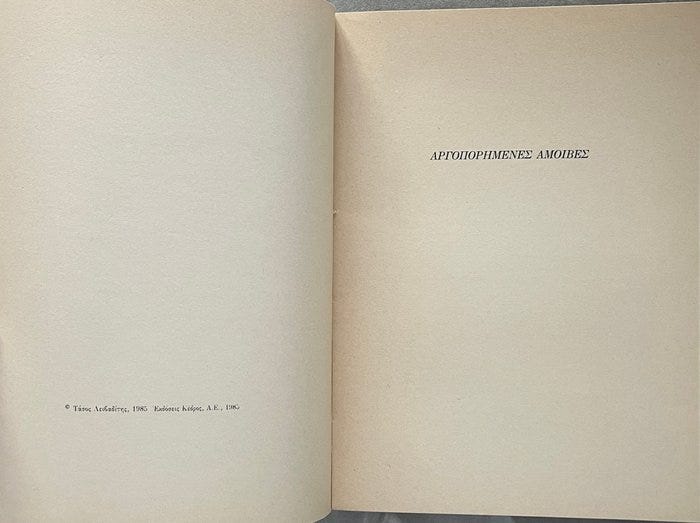 © Τάσος Λειβαδίτης, 1985 Εκδόσεις Κέδρος, Α.Ε., 1985
ΑΡΓΟΠΟΡΗΜΕΝΕΣ ΑΜΟΙΒΕΣ